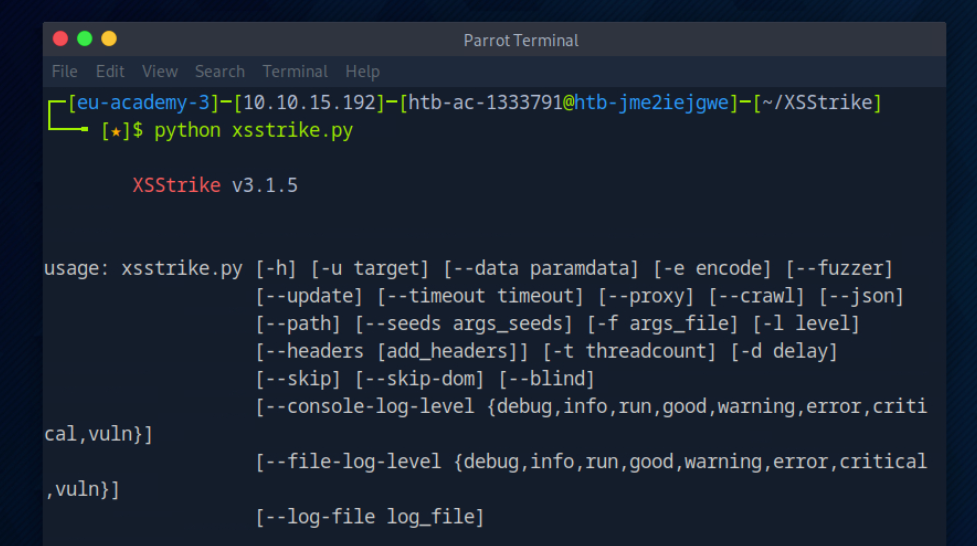 Parrot Terminal
File Edit View Search Terminal Help
┌─[eu-academy-3]─[10.10.15.192]─[htb-ac-1333791@htb-jme2iejgwe]─[~/XSStrike]
└──╼ [★]$ python xsstrike.py
XSStrike v3.1.5
usage: xsstrike.py [-h] [-u target] [--data paramdata] [-e encode] [--fuzzer]
[--update] [--timeout timeout] [--proxy] [--crawl] [--json]
[--path] [--seeds args_seeds] [-f args_file] [-l level]
[--headers [add_headers]] [-t threadcount] [-d delay]
[--skip] [--skip-dom] [--blind]
[--console-log-level {debug,info,run,good,warning,error,criti
cal,vuln}]
[--file-log-level {debug,info,run,good,warning,error,critical
,vuln}]
[--log-file log_file]